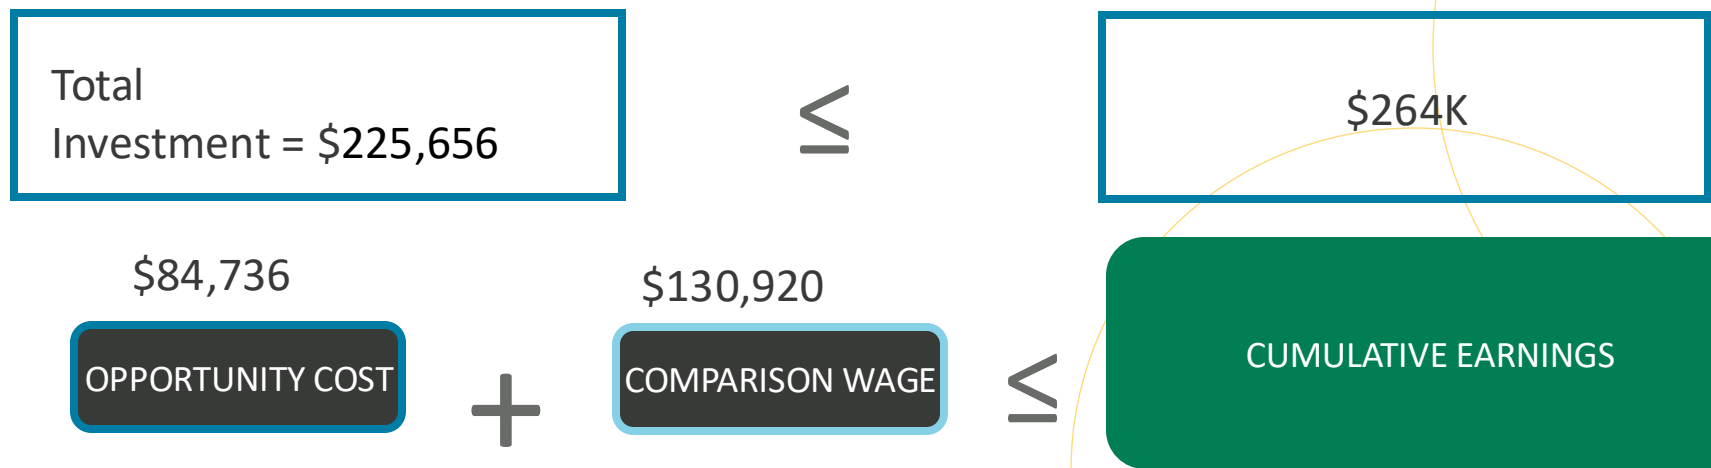 Total
Investment = $225,656
≤
$264K
$84,736
$130,920
OPPORTUNITY COST
+
COMPARISON WAGE
≤
CUMULATIVE EARNINGS